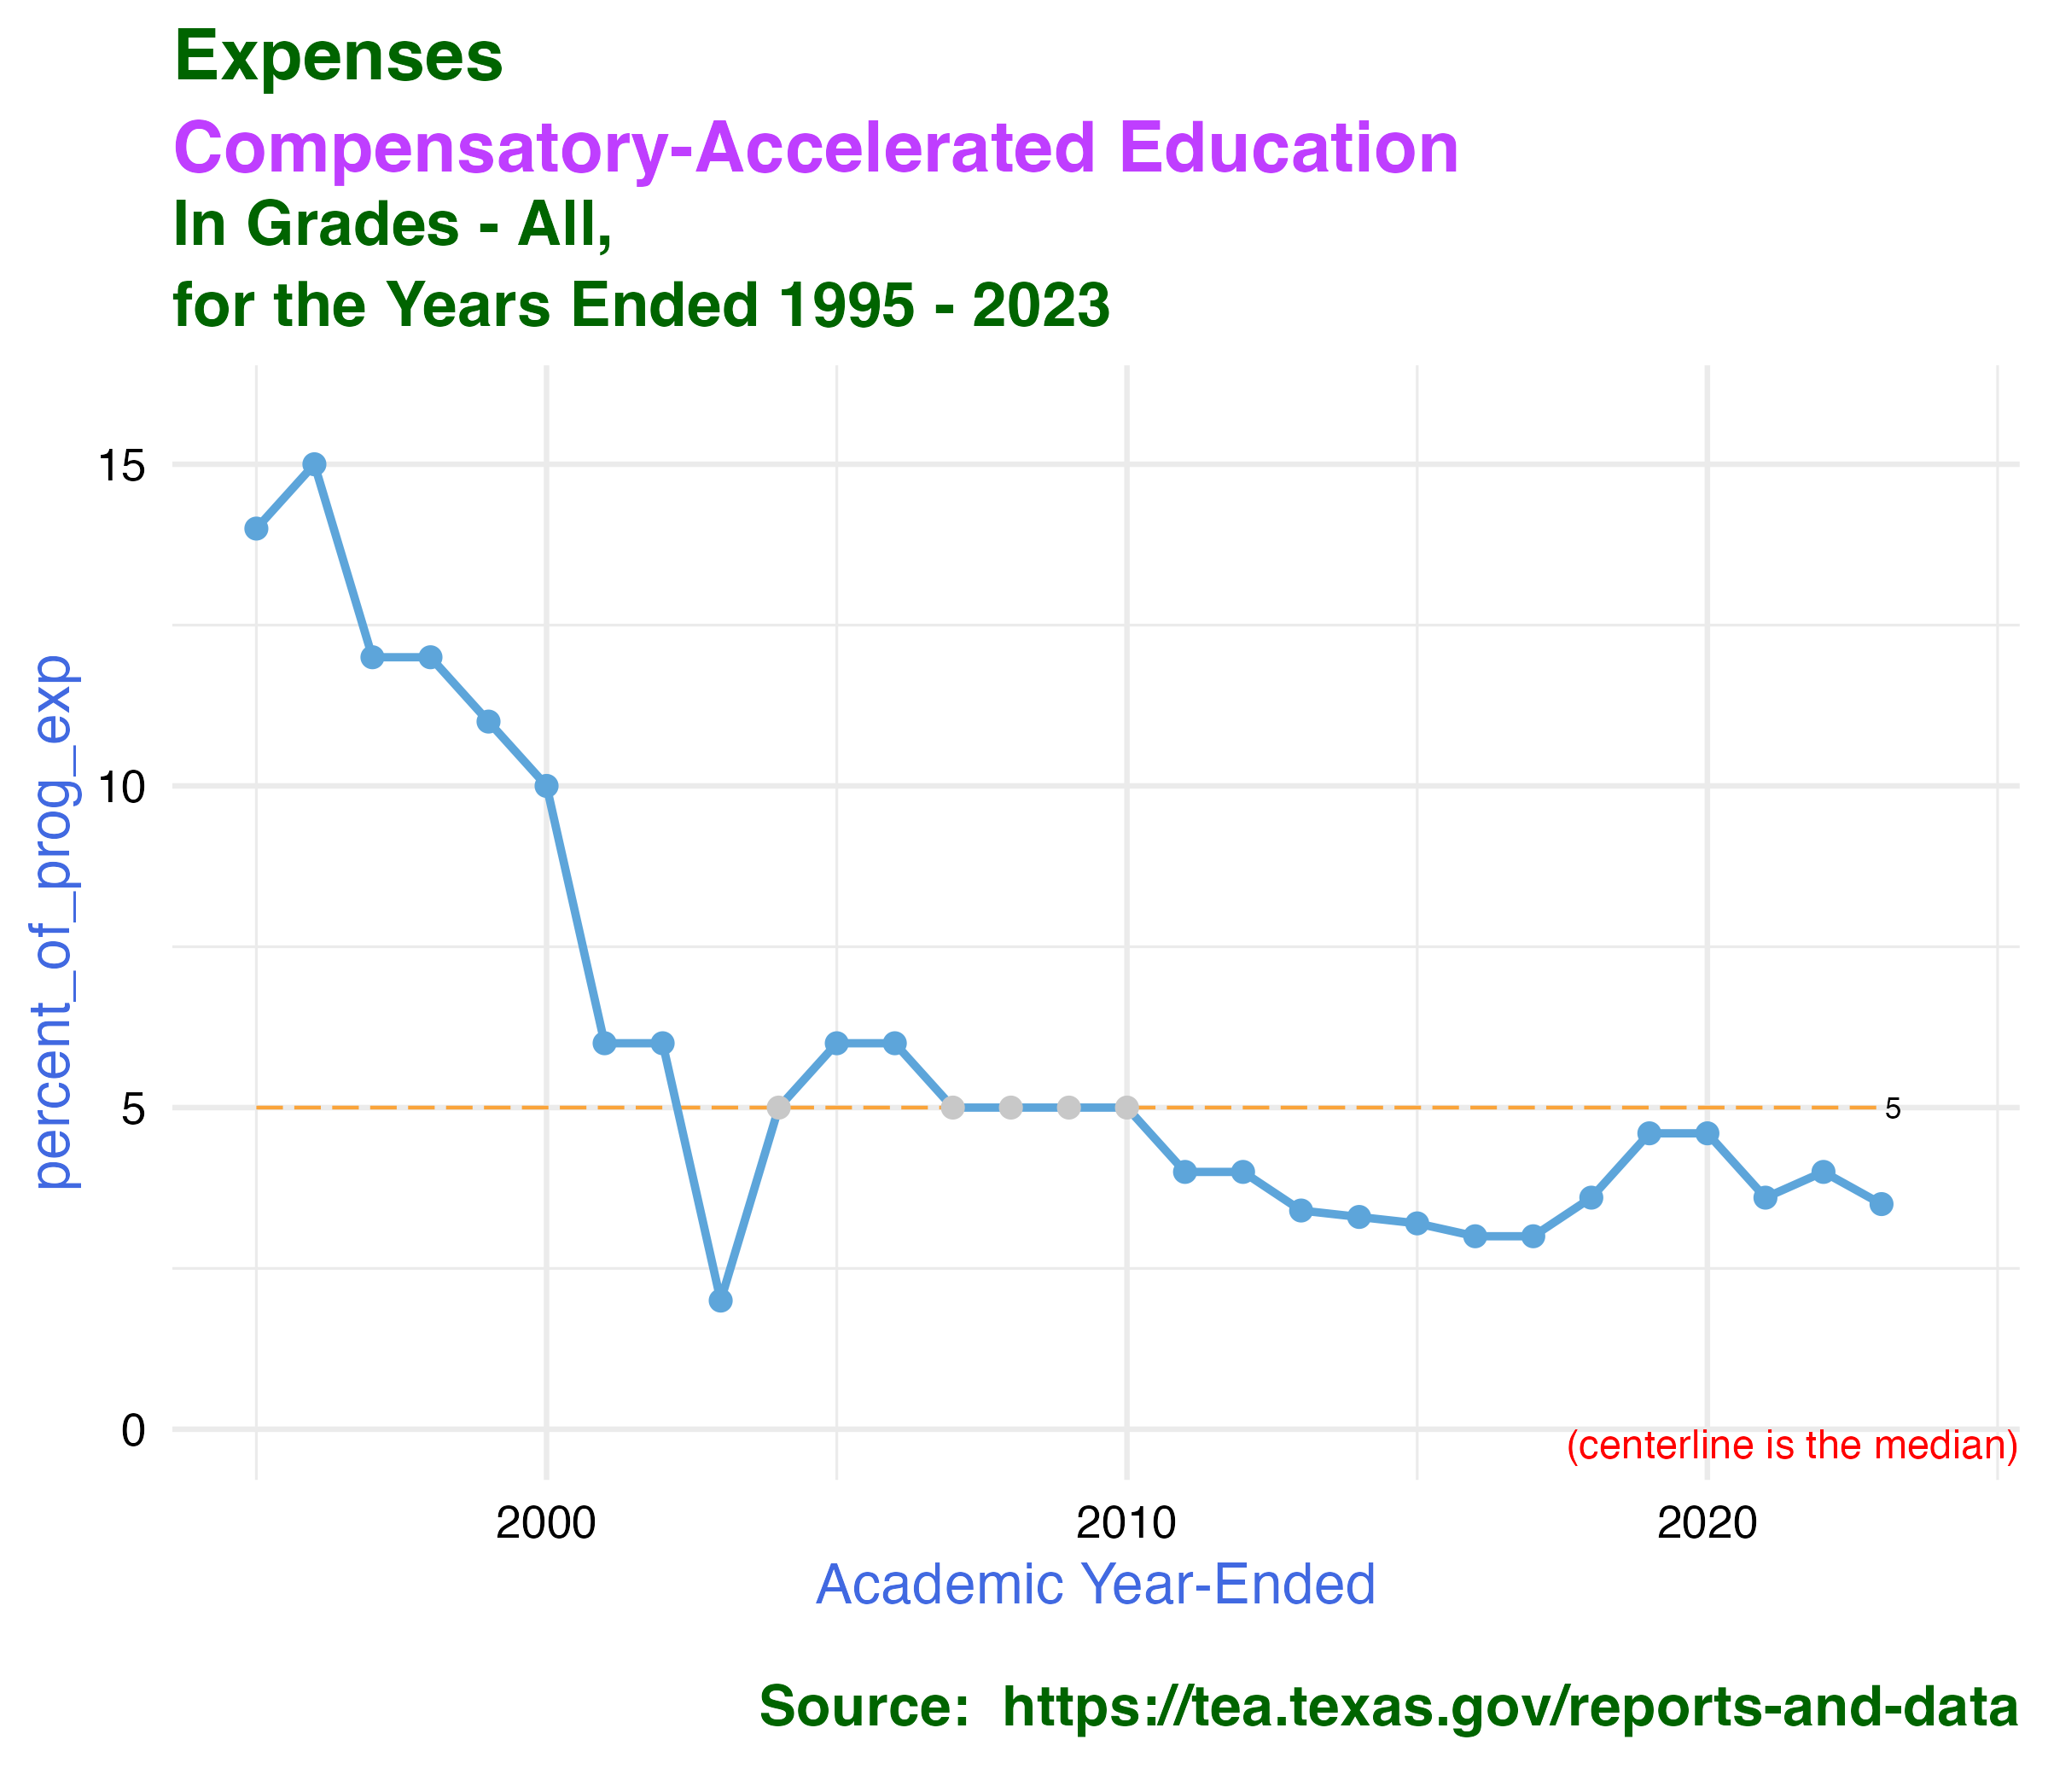 Expenses
Compensatory-Accelerated Education
In Grades - All,
for the Years Ended 1995 - 2023
percent_of_prog_exp
15
10
5
0
5
(centerline is the median)
2000 2010 2020
Academic Year-Ended
Source:  https://tea.texas.gov/reports-and-data